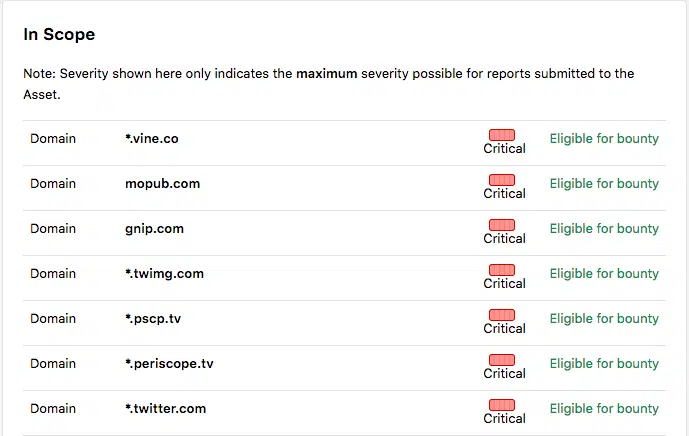 In Scope
Note: Severity shown here only indicates the maximum severity possible for reports submitted to the
Asset.
Domain *.vine.co Critical Eligible for bounty
Domain mopub.com Critical Eligible for bounty
Domain gnip.com Critical Eligible for bounty
Domain *.twimg.com Critical Eligible for bounty
Domain *.pscp.tv Critical Eligible for bounty
Domain *.periscope.tv Critical Eligible for bounty
Domain *.twitter.com Critical Eligible for bounty